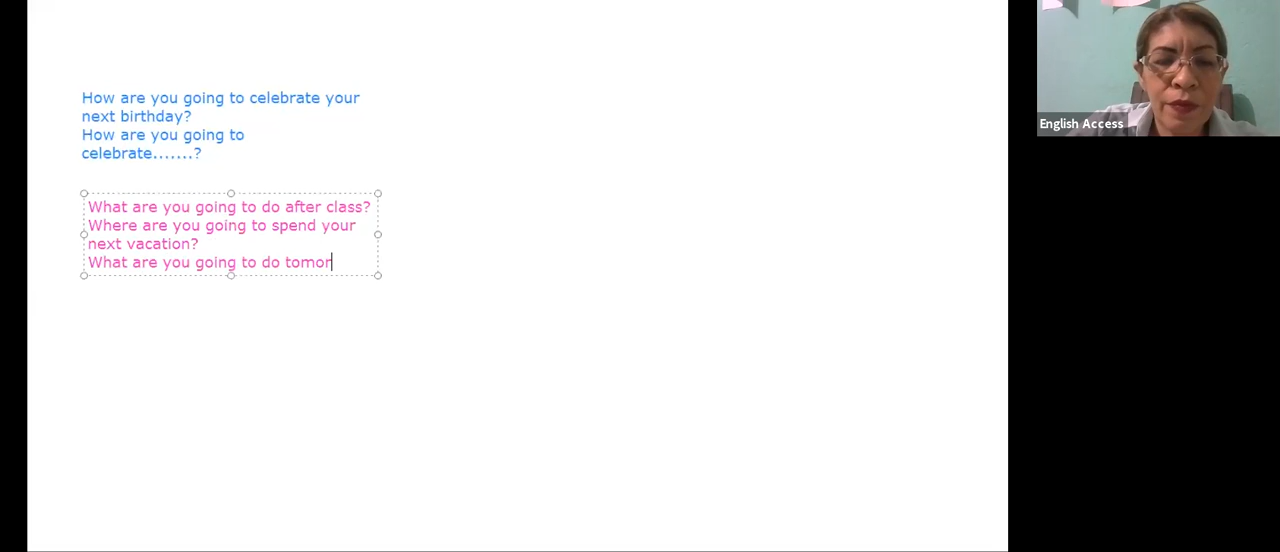 How are you going to celebrate your
next birthday?
How are you going to
celebrate.......?
What are you going to do after class?
Where are you going to spend your
next vacation?
What are you going to do tomor
English Access